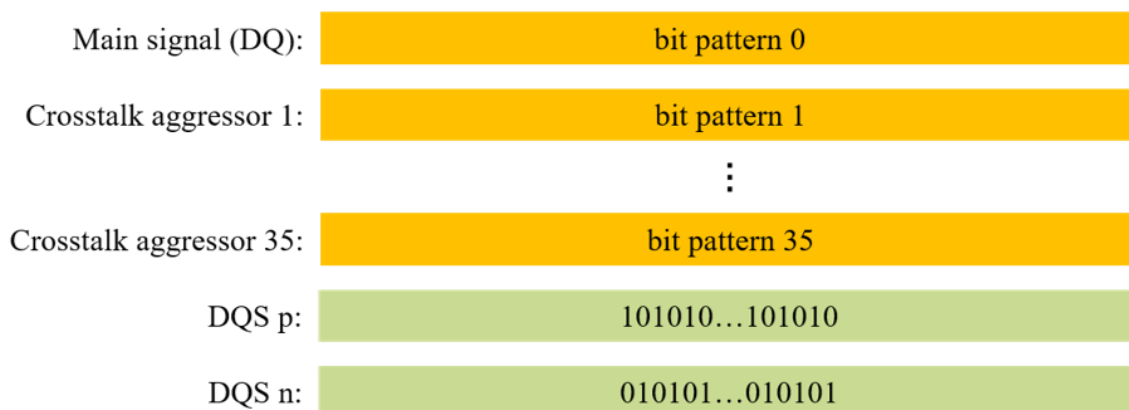 Main signal (DQ): bit pattern 0
Crosstalk aggressor 1: bit pattern 1
⋮
Crosstalk aggressor 35: bit pattern 35
DQS p: 101010…101010
DQS n: 010101…010101